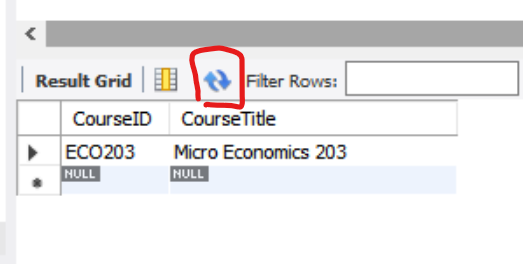 Result Grid Filter Rows:
CourseID CourseTitle
ECO203 Micro Economics 203
NULL NULL